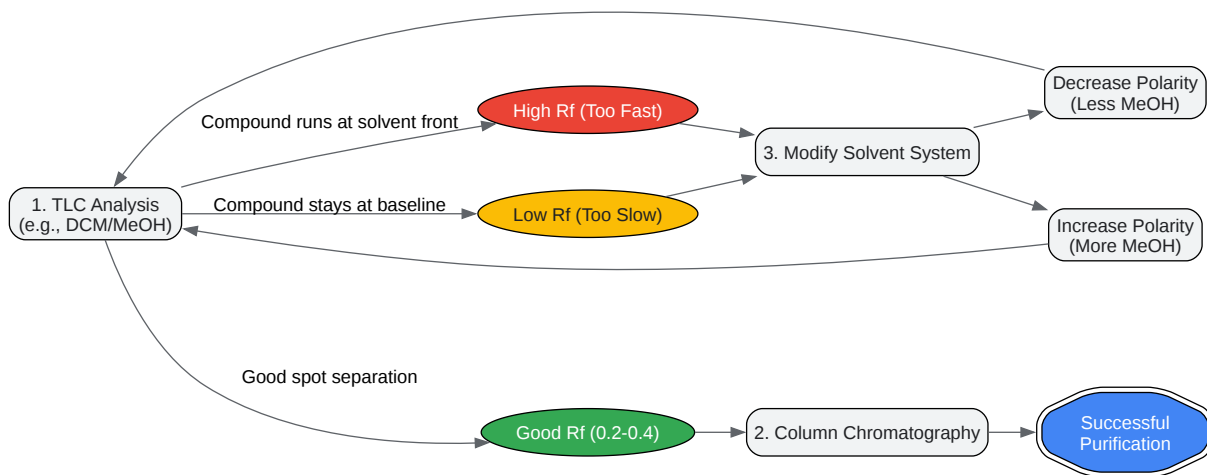 Decrease Polarity
(Less MeOH)
High Rf (Too Fast)
Compound runs at solvent front
3. Modify Solvent System
1. TLC Analysis
(e.g., DCM/MeOH)
Compound stays at baseline
Low Rf (Too Slow)
Increase Polarity
(More MeOH)
Good spot separation
Good Rf (0.2-0.4)
2. Column Chromatography
Successful
Purification